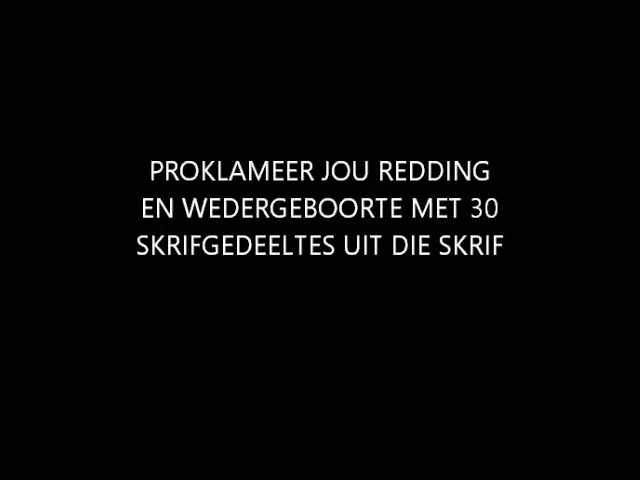 PROKLAMEER JOU REDDING
EN WEDERGEBOORTE MET 30
SKRIFGEDEELTES UIT DIE SKRIF